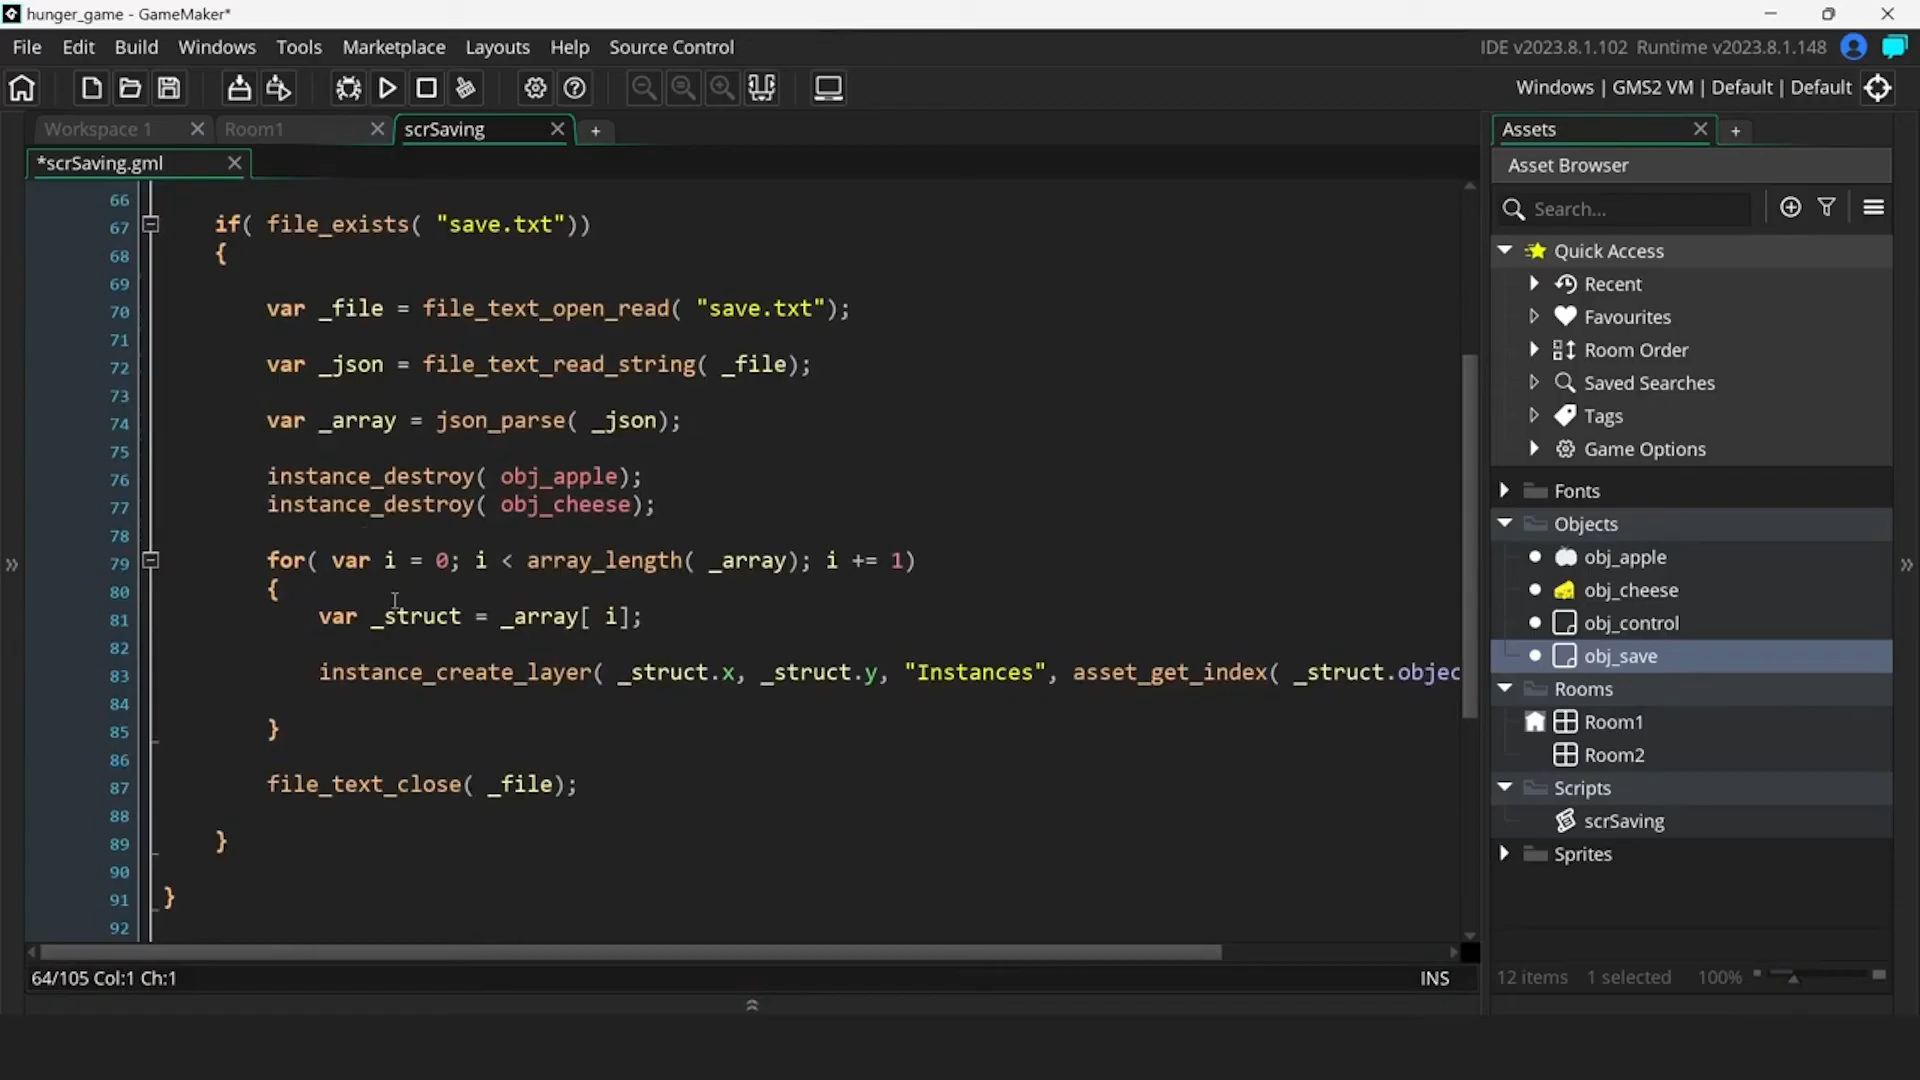 hunger_game - GameMaker*
File Edit Build Windows Tools Marketplace Layouts Help Source Control
IDE v2023.8.1.102 Runtime v2023.8.1.148
Windows | GMS2 VM | Default | Default
Workspace 1 Room1 scrSaving +
*scrSaving.gml
66
67 if( file_exists( "save.txt"))
68 {
69
70 var _file = file_text_open_read( "save.txt");
71
72 var _json = file_text_read_string( _file);
73
74 var _array = json_parse( _json);
75
76 instance_destroy( obj_apple);
77 instance_destroy( obj_cheese);
78
79 for( var i = 0; i < array_length( _array); i += 1)
80 {
81 var _struct = _array[ i];
82
83 instance_create_layer( _struct.x, _struct.y, "Instances", asset_get_index( _struct.objec
84
85 }
86
87 file_text_close( _file);
88
89 }
90
91 }
92
64/105 Col:1 Ch:1 INS
Assets +
Asset Browser
Search...
Quick Access
Recent
Favourites
Room Order
Saved Searches
Tags
Game Options
Fonts
Objects
obj_apple
obj_cheese
obj_control
obj_save
Rooms
Room1
Room2
Scripts
scrSaving
Sprites
12 items 1 selected 100%